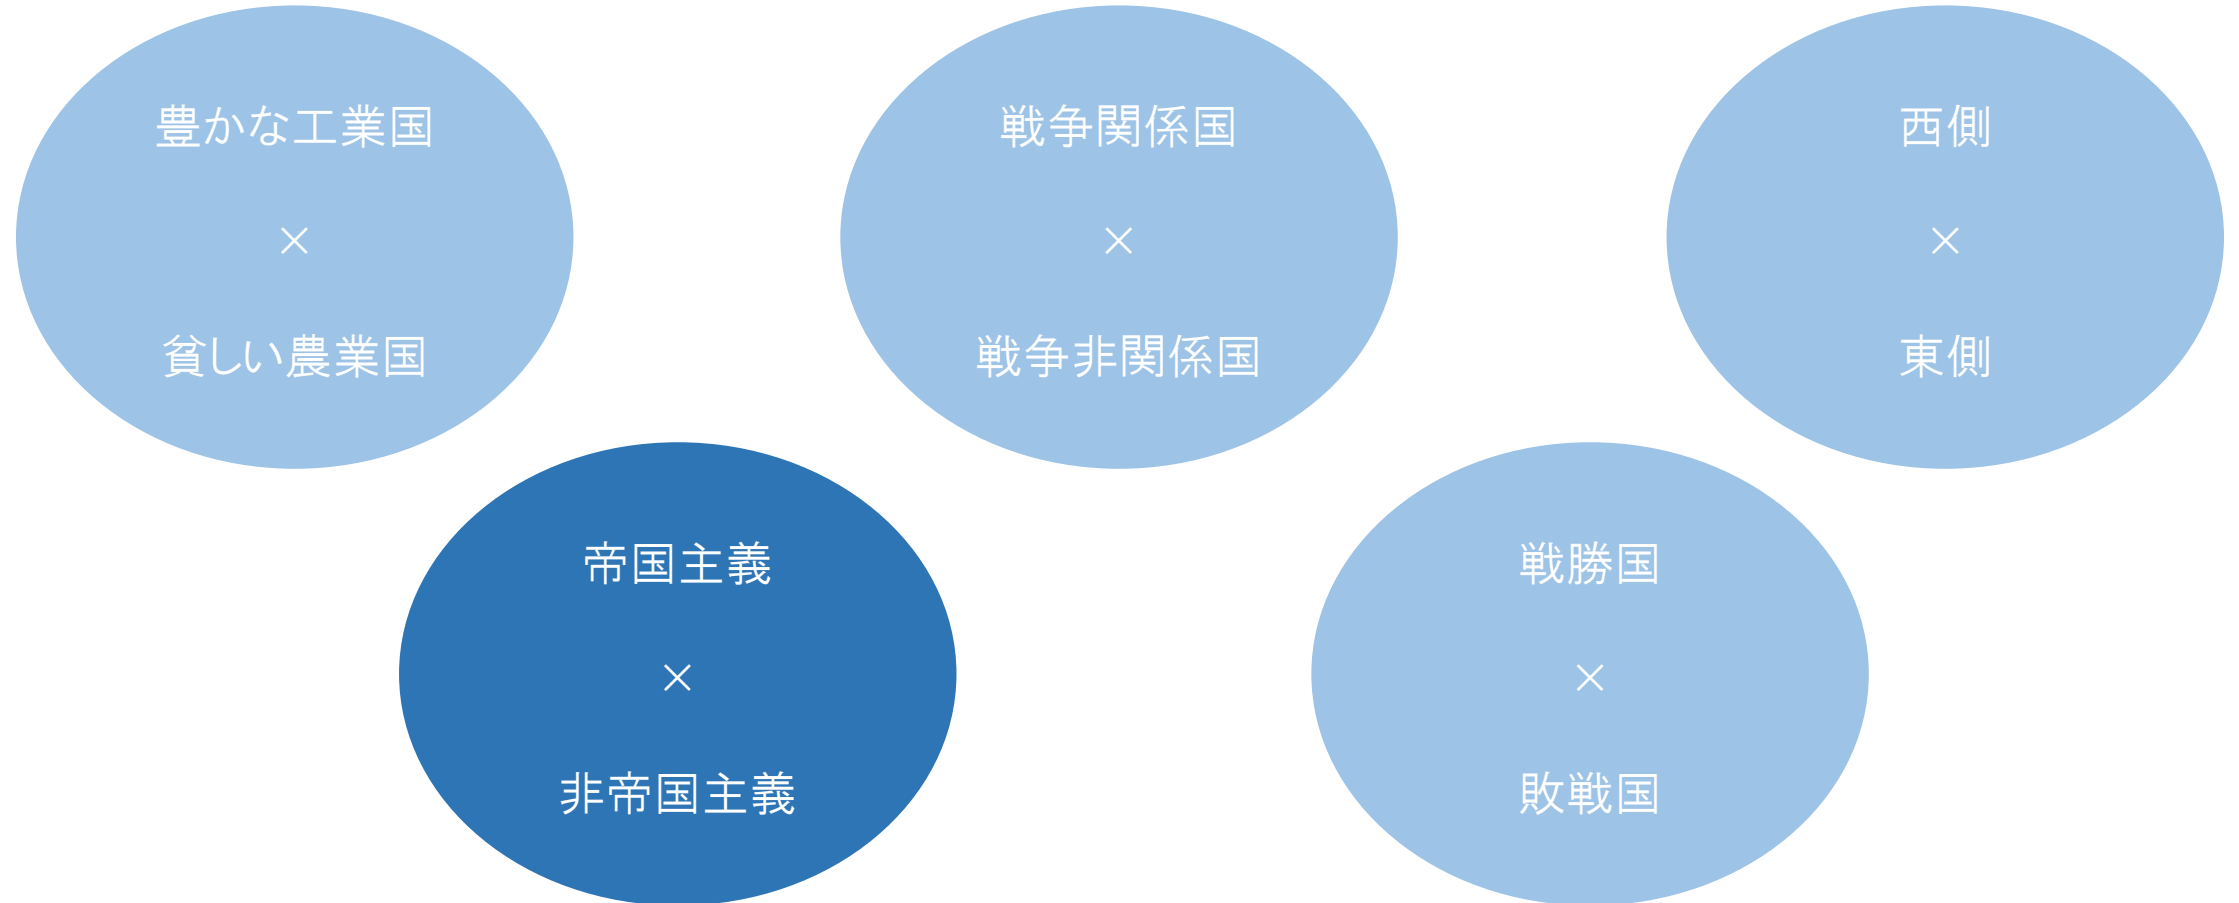 豊かな工業国
×
貧しい農業国
戦争関係国
×
戦争非関係国
西側
×
東側
帝国主義
×
非帝国主義
戦勝国
×
敗戦国